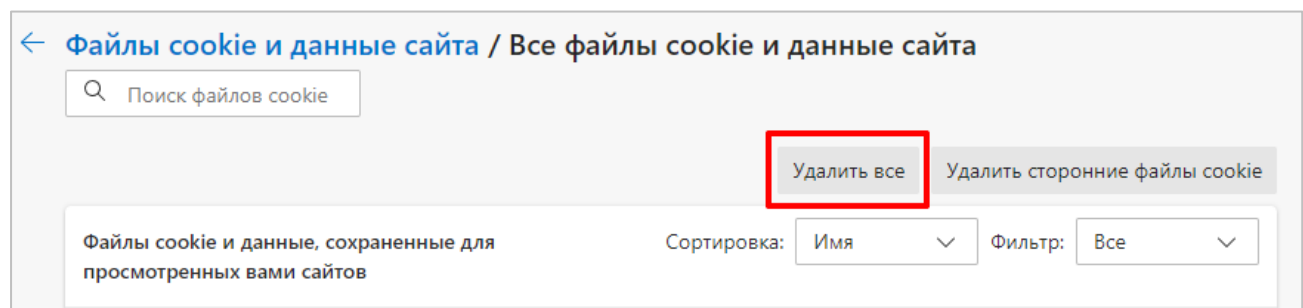 Файлы cookie и данные сайта / Все файлы cookie и данные сайта
Поиск файлов cookie
Удалить все Удалить сторонние файлы cookie
Файлы cookie и данные, сохраненные для
просмотренных вами сайтов
Сортировка: Имя Фильтр: Все